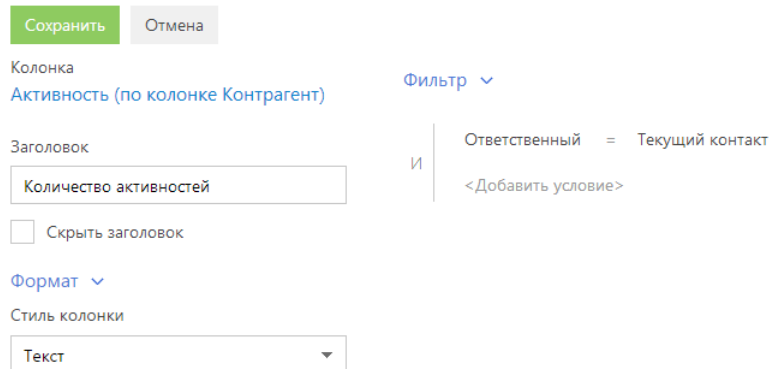 Сохранить Отмена
Колонка
Активность (по колонке Контрагент)
Заголовок
Количество активностей
Скрыть заголовок
Формат
Стиль колонки
Текст
Фильтр
И
Ответственный = Текущий контакт
<Добавить условие>